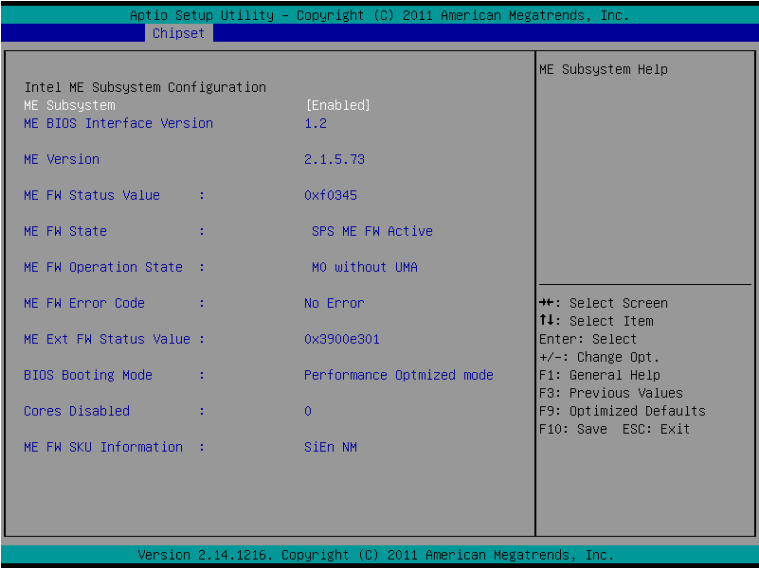 Aptio Setup Utility – Copyright (C) 2011 American Megatrends, Inc.
Chipset
Intel ME Subsystem Configuration
ME Subsystem [Enabled]
ME BIOS Interface Version 1.2
ME Version 2.1.5.73
ME FW Status Value : 0xf0345
ME FW State : SPS ME FW Active
ME FW Operation State : M0 without UMA
ME FW Error Code : No Error
ME Ext FW Status Value : 0x3900e301
BIOS Booting Mode : Performance Optmized mode
Cores Disabled : 0
ME FW SKU Information : SiEn NM
ME Subsystem Help
→←: Select Screen
↑↓: Select Item
Enter: Select
+/-: Change Opt.
F1: General Help
F3: Previous Values
F9: Optimized Defaults
F10: Save ESC: Exit
Version 2.14.1216. Copyright (C) 2011 American Megatrends, Inc.